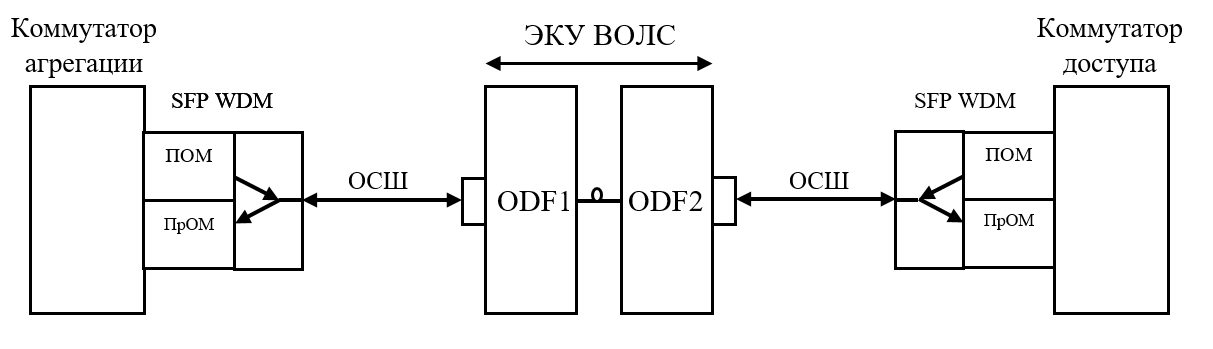 Коммутатор
агрегации
ЭКУ ВОЛС
Коммутатор
доступа
SFP WDM
SFP WDM
ПОМ
ПОМ
ОСШ
ОСШ
ODF1
ODF2
ПрОМ
ПрОМ